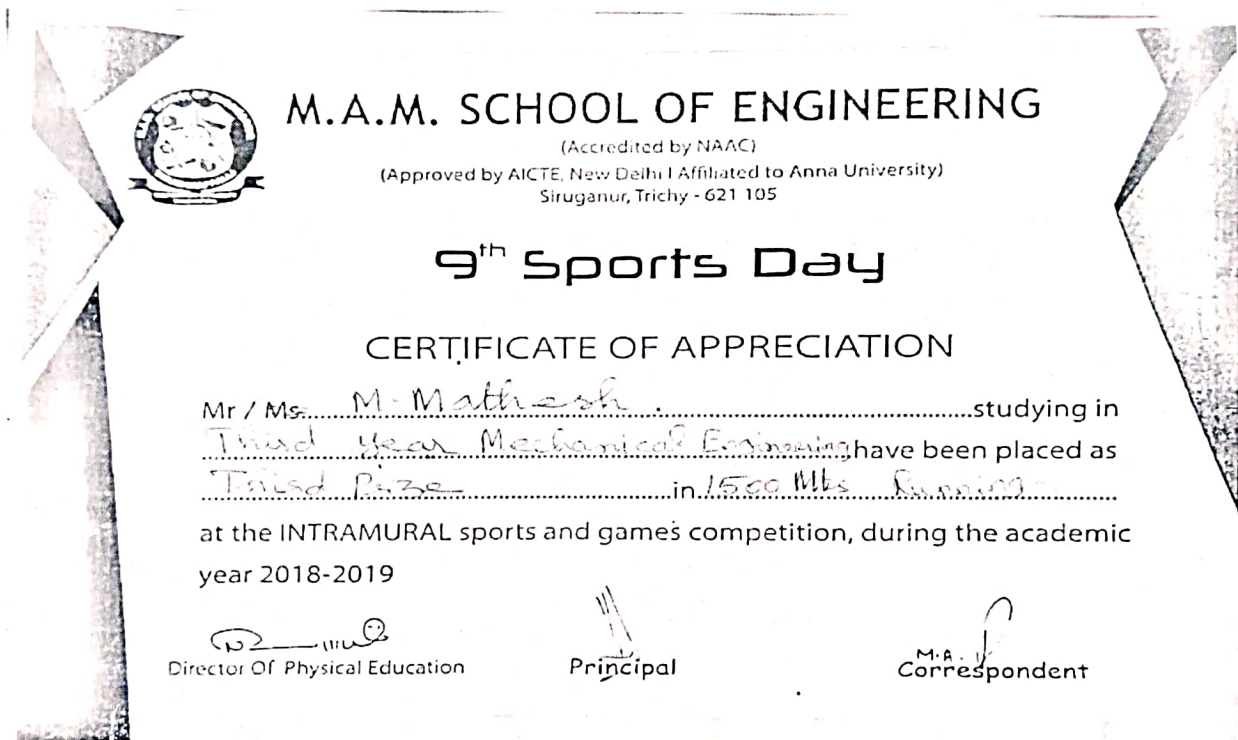 M.A.M. SCHOOL OF ENGINEERING
(Accredited by NAAC)
(Approved by AICTE, New Delhi I Affiliated to Anna University)
Siruganur, Trichy - 621 105
9th Sports Day
CERTIFICATE OF APPRECIATION
Mr / Ms. M. Mathesh. studying in
Third year Mechanical Engineering have been placed as
Third Prize in 1500 Mts Running
at the INTRAMURAL sports and games competition, during the academic
year 2018-2019
Director Of Physical Education
Principal
M.A.
Correspondent